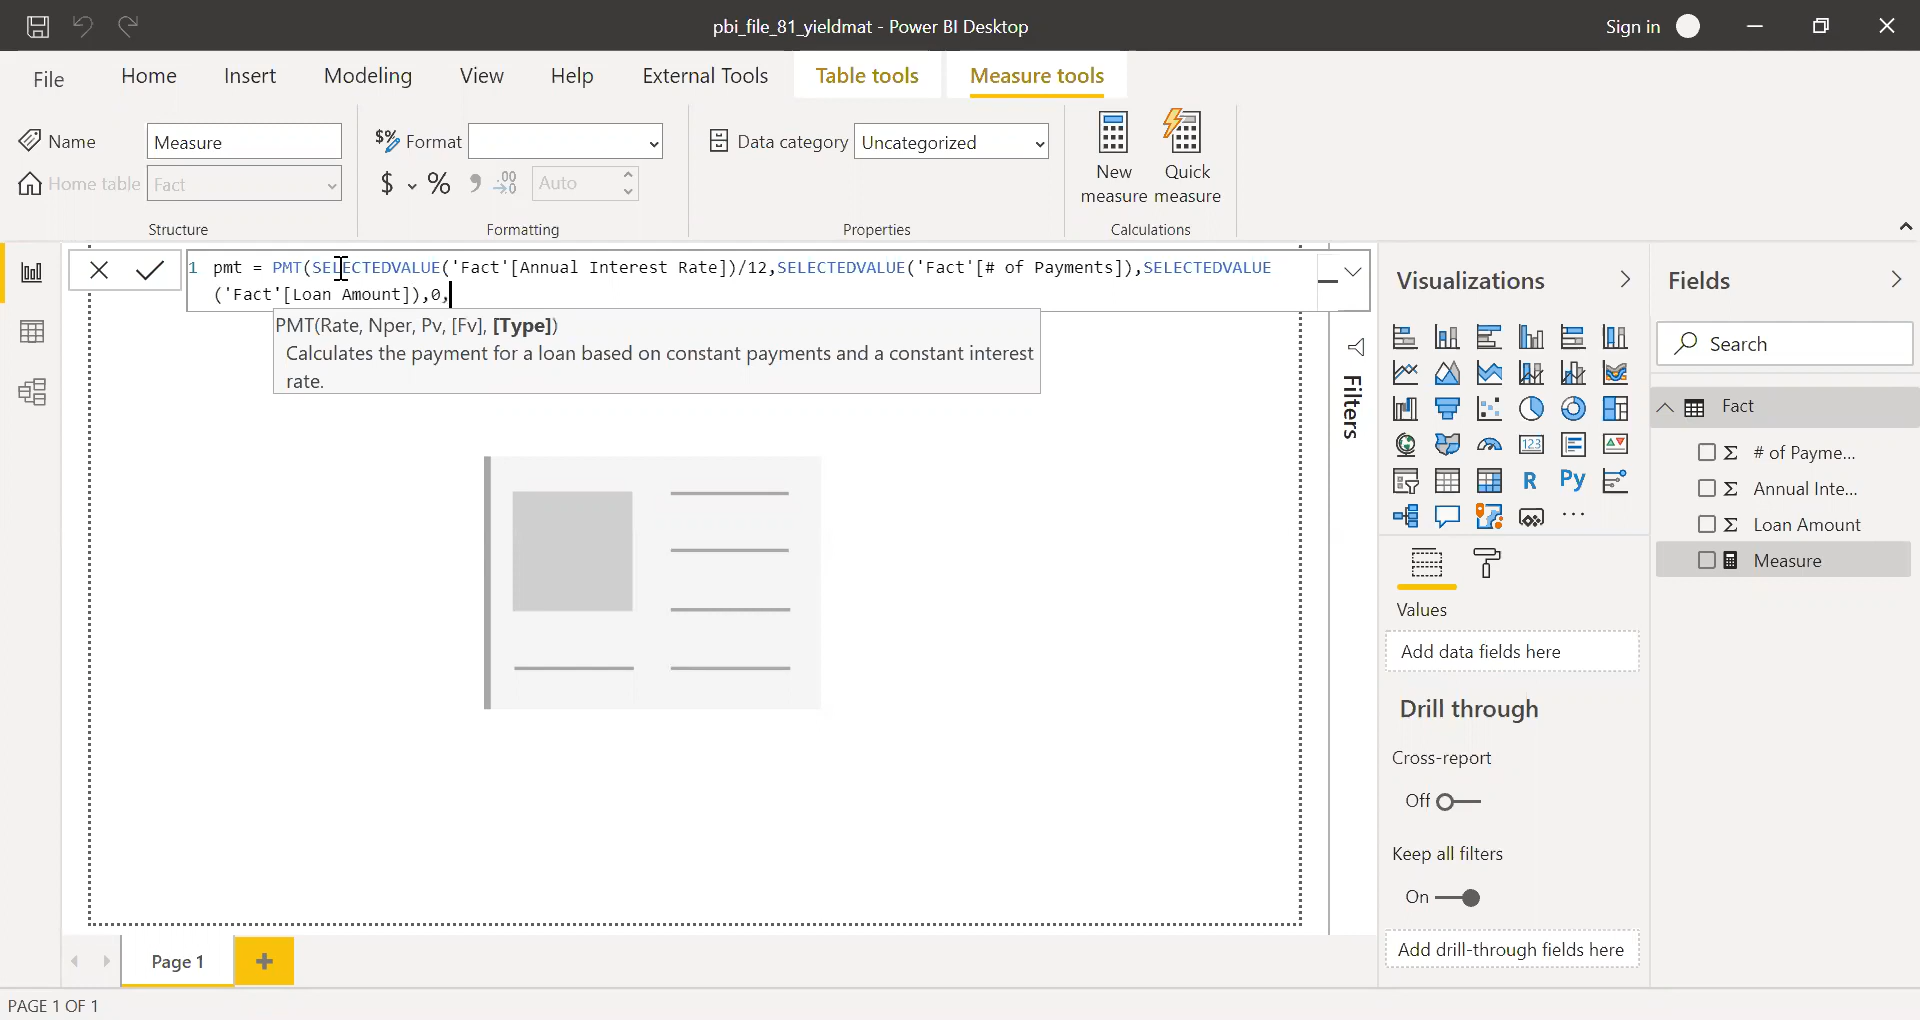 pbi_file_81_yieldmat - Power BI Desktop
Sign in
File
Home
Insert
Modeling
View
Help
External Tools
Table tools
Measure tools
Name
Measure
Home table
Fact
Structure
$% Format
$
%
,
.00
Auto
Formatting
Data category
Uncategorized
Properties
New
measure
Quick
measure
Calculations
1 pmt = PMT(SELECTEDVALUE('Fact'[Annual Interest Rate])/12,SELECTEDVALUE('Fact'[# of Payments]),SELECTEDVALUE
('Fact'[Loan Amount]),0,
PMT(Rate, Nper, Pv, [Fv], [Type])
Calculates the payment for a loan based on constant payments and a constant interest
rate.
Filters
Visualizations
123
R
Py
...
Values
Add data fields here
Drill through
Cross-report
Off
Keep all filters
On
Add drill-through fields here
Fields
Search
Fact
Σ # of Payme...
Σ Annual Inte...
Σ Loan Amount
Measure
Page 1
+
PAGE 1 OF 1